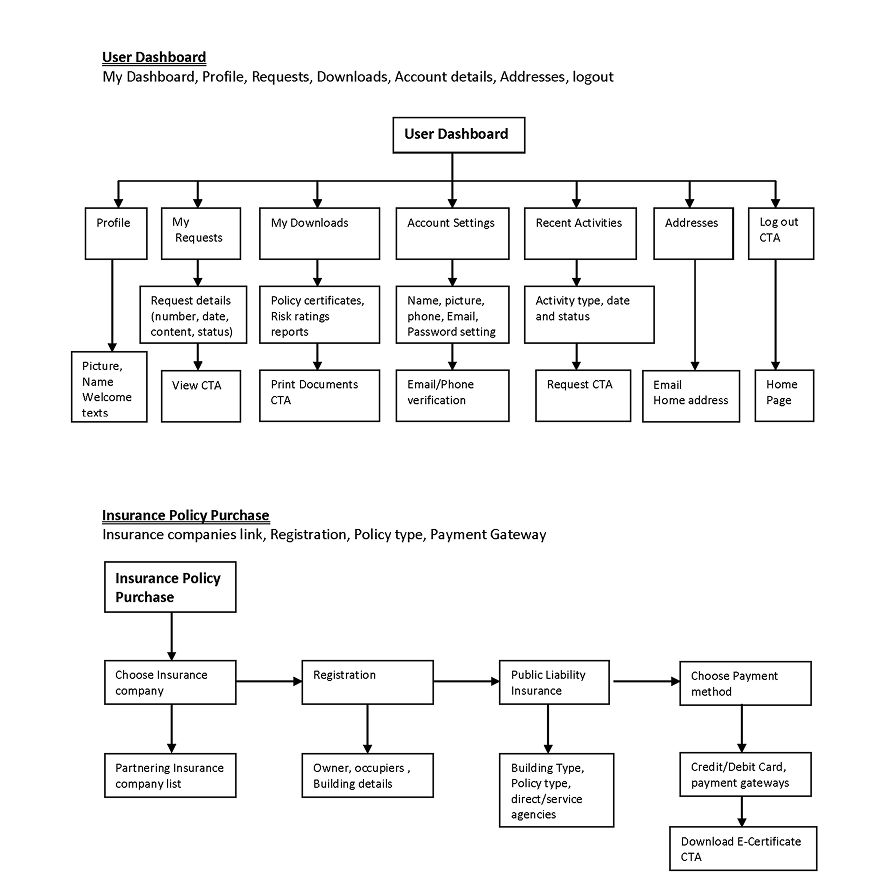 User Dashboard
My Dashboard, Profile, Requests, Downloads, Account details, Addresses, logout
User Dashboard
Profile
My
Requests
My Downloads
Account Settings
Recent Activities
Addresses
Log out
CTA
Request details
(number, date,
content, status)
Policy certificates,
Risk ratings
reports
Name, picture,
phone, Email,
Password setting
Activity type, date
and status
Picture,
Name
Welcome
texts
View CTA
Print Documents
CTA
Email/Phone
verification
Request CTA
Email
Home address
Home
Page
Insurance Policy Purchase
Insurance companies link, Registration, Policy type, Payment Gateway
Insurance Policy
Purchase
Choose Insurance
company
Registration
Public Liability
Insurance
Choose Payment
method
Partnering Insurance
company list
Owner, occupiers ,
Building details
Building Type,
Policy type,
direct/service
agencies
Credit/Debit Card,
payment gateways
Download E-Certificate
CTA